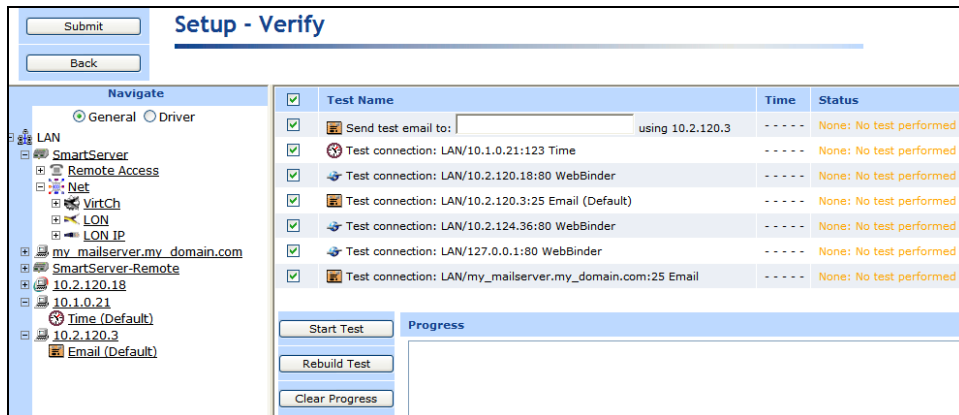 Submit
Setup - Verify
Back
Navigate
General Driver
LAN
SmartServer
Remote Access
Net
VirtCh
LON
LON IP
my_mailserver.my_domain.com
SmartServer-Remote
10.2.120.18
10.1.0.21
Time (Default)
10.2.120.3
Email (Default)
Test Name Time Status
Send test email to: using 10.2.120.3 - - - - - None: No test performed
Test connection: LAN/10.1.0.21:123 Time - - - - - None: No test performed
Test connection: LAN/10.2.120.18:80 WebBinder - - - - - None: No test performed
Test connection: LAN/10.2.120.3:25 Email (Default) - - - - - None: No test performed
Test connection: LAN/10.2.124.36:80 WebBinder - - - - - None: No test performed
Test connection: LAN/127.0.0.1:80 WebBinder - - - - - None: No test performed
Test connection: LAN/my_mailserver.my_domain.com:25 Email - - - - - None: No test performed
Start Test
Progress
Rebuild Test
Clear Progress